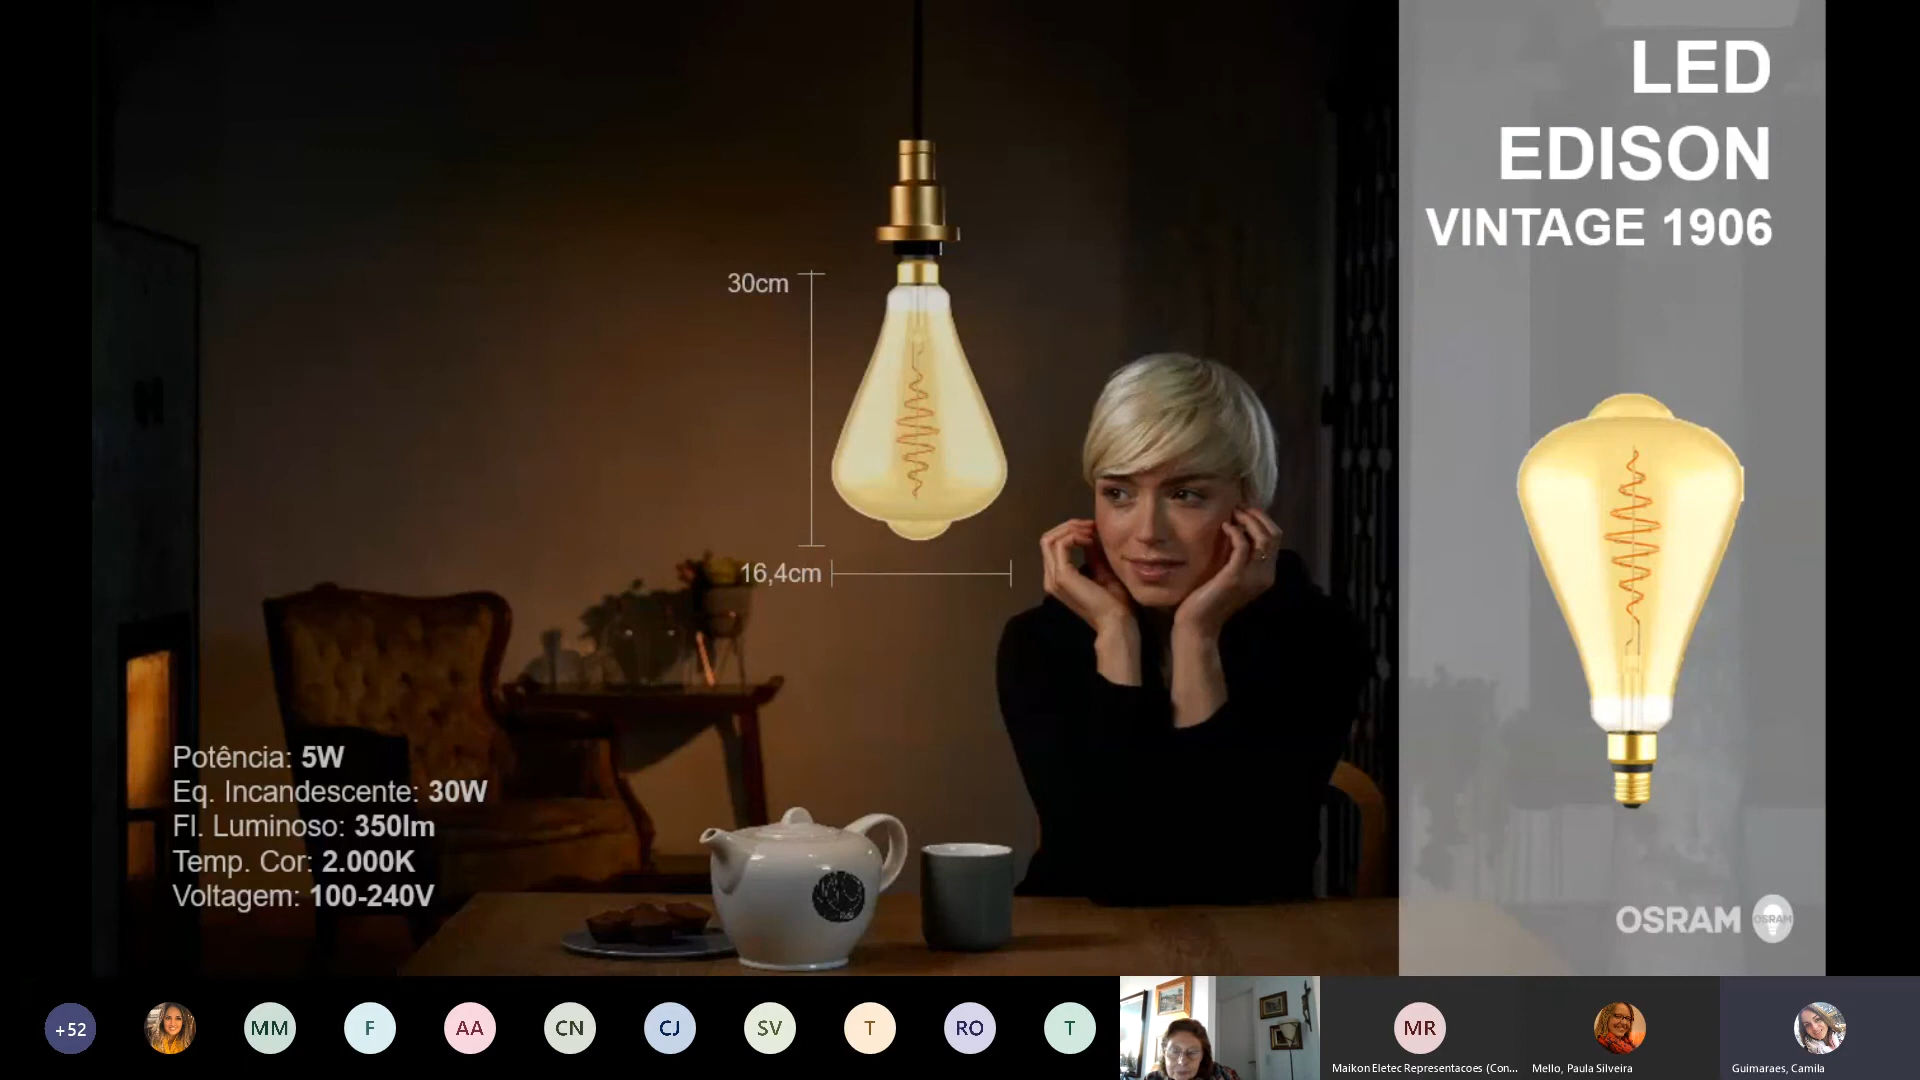 LED
EDISON
VINTAGE 1906
30cm
16,4cm
Potência: 5W
Eq. Incandescente: 30W
Fl. Luminoso: 350lm
Temp. Cor: 2.000K
Voltagem: 100-240V
OSRAM OSRAM
+52
MM
F
AA
CN
CJ
SV
T
RO
T
MR
Maikon Eletec Representacoes (Con...
Mello, Paula Silveira
Guimaraes, Camila